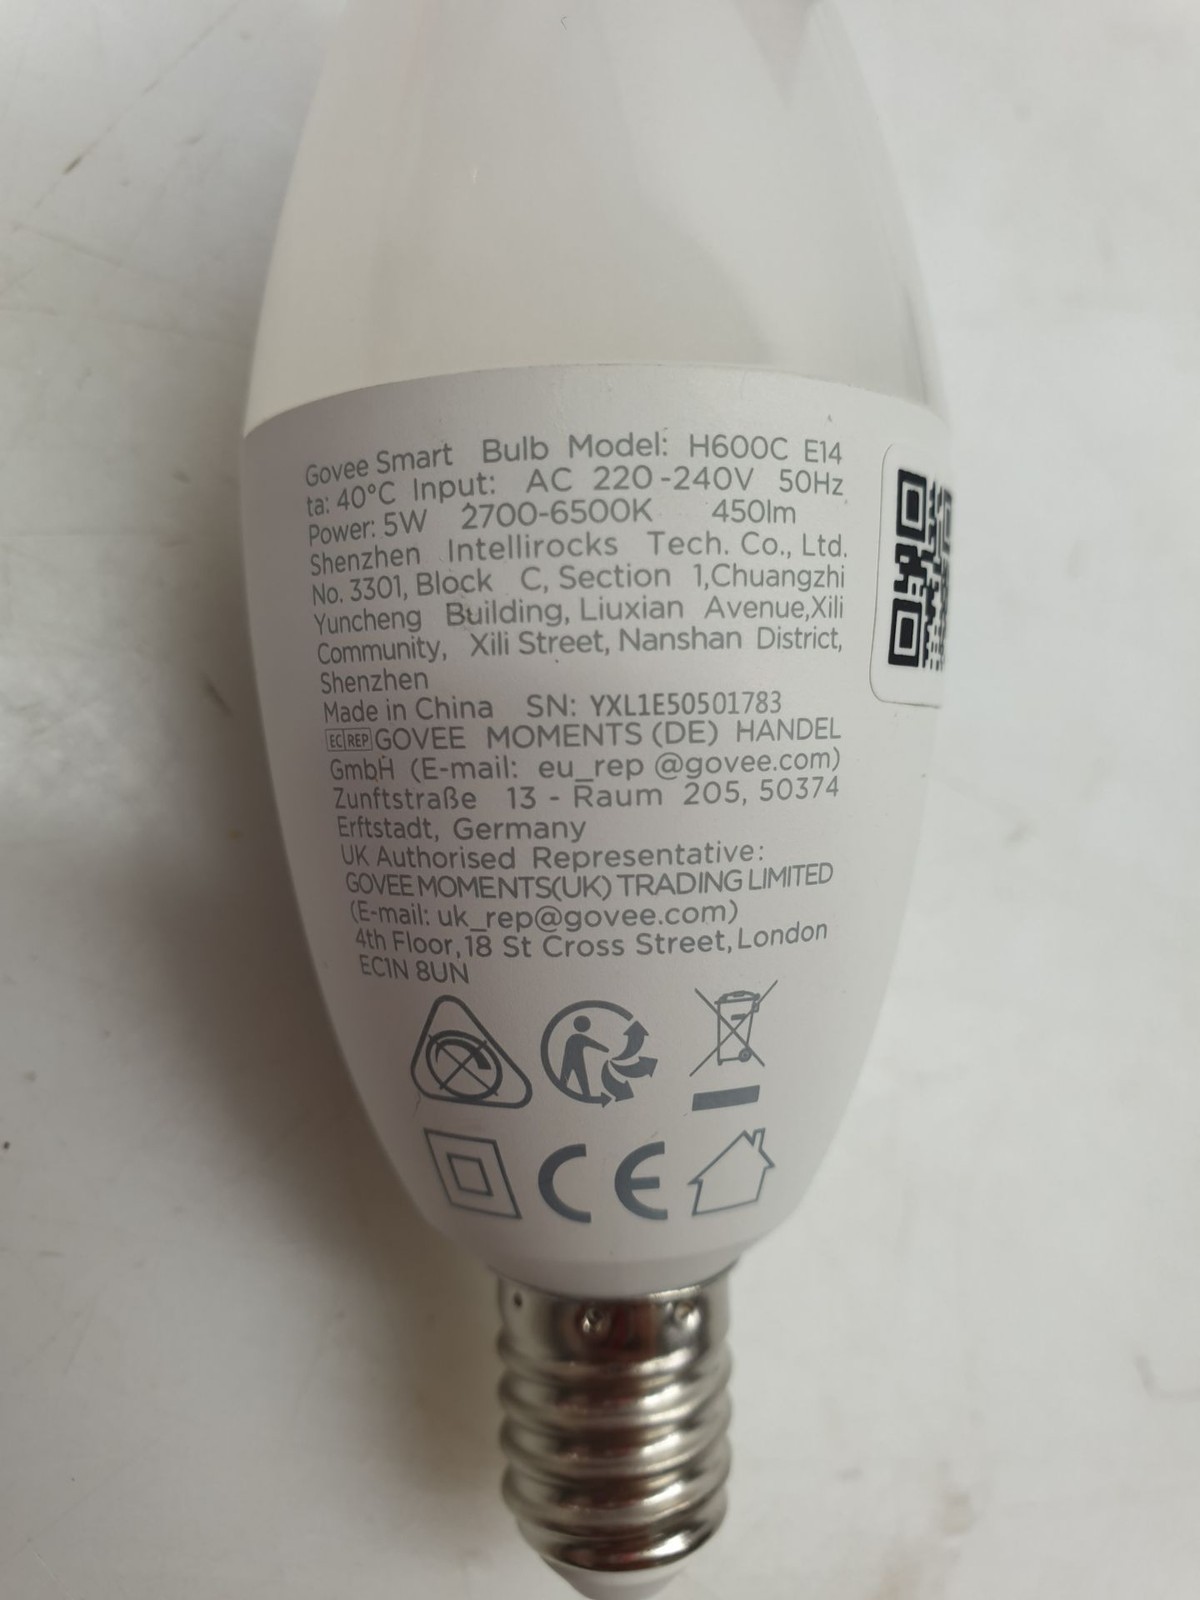 Govee Smart Bulb Model: H600C E14
ta: 40°C Input: AC 220-240V 50Hz
Power: 5W 2700-6500K 450lm
Shenzhen Intellirocks Tech. Co., Ltd.
No. 3301, Block C, Section 1,Chuangzhi
Yuncheng Building, Liuxian Avenue,Xili
Community, Xili Street, Nanshan District,
Shenzhen
Made in China SN: YXL1E50501783
EC REP GOVEE MOMENTS (DE) HANDEL
GmbH (E-mail: eu_rep @govee.com)
Zunftstraße 13 - Raum 205, 50374
Erftstadt, Germany
UK Authorised Representative:
GOVEE MOMENTS(UK) TRADING LIMITED
(E-mail: uk_rep@govee.com)
4th Floor, 18 St Cross Street, London
EC1N 8UN
CE